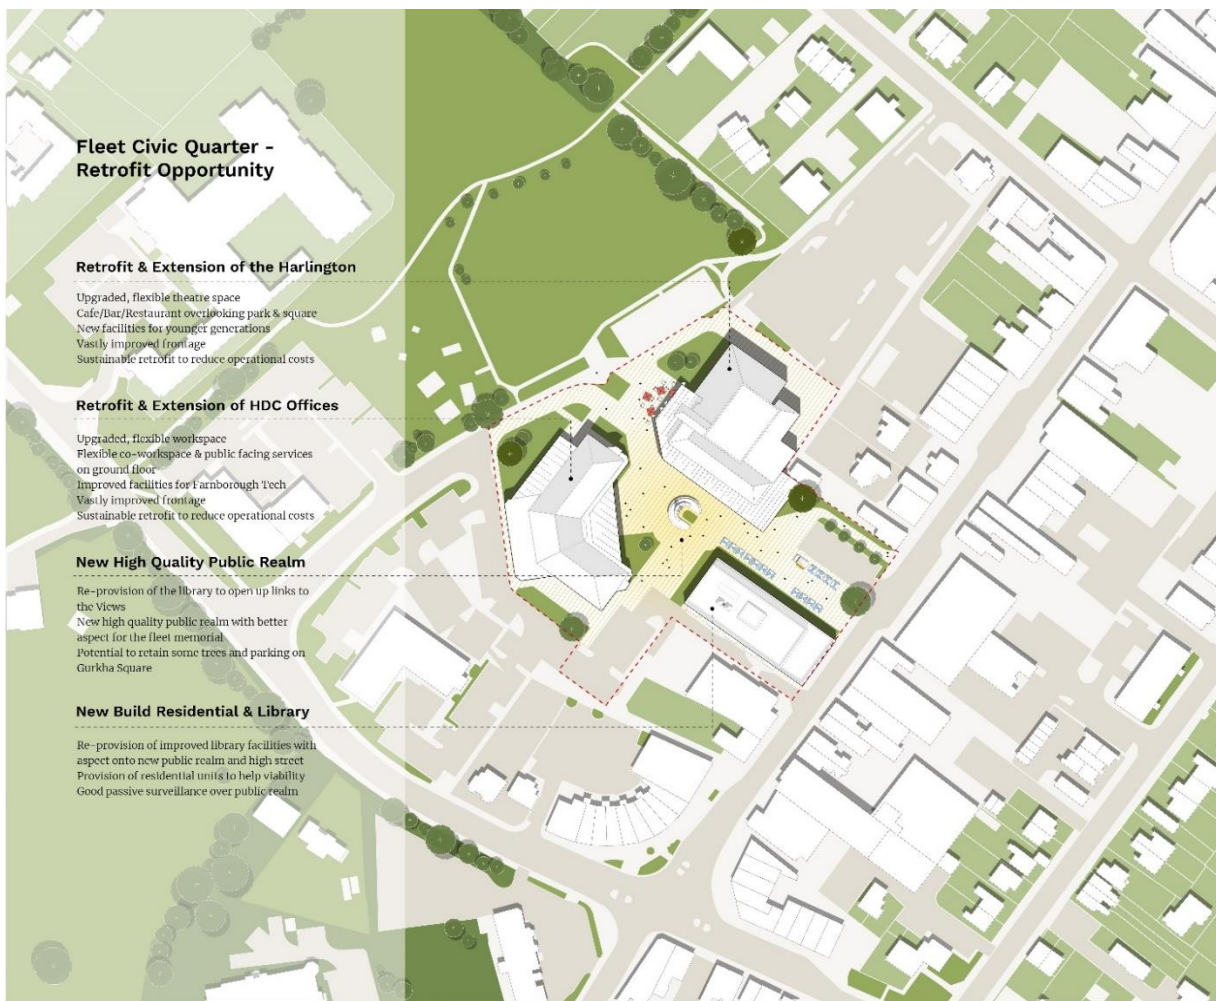 Fleet Civic Quarter -
Retrofit Opportunity
Retrofit & Extension of the Harlington
Upgraded, flexible theatre space
Cafe/Bar/Restaurant overlooking park & square
New facilities for younger generations
Vastly improved frontage
Sustainable retrofit to reduce operational costs
Retrofit & Extension of HDC Offices
Upgraded, flexible workspace
Flexible co-workspace & public facing services
on ground floor
Improved facilities for Farnborough Tech
Vastly improved frontage
Sustainable retrofit to reduce operational costs
New High Quality Public Realm
Re-provision of the library to open up links to
the Views
New high quality public realm with better
aspect for the fleet memorial
Potential to retain some trees and parking on
Gurkha Square
New Build Residential & Library
Re-provision of improved library facilities with
aspect onto new public realm and high street
Provision of residential units to help viability
Good passive surveillance over public realm